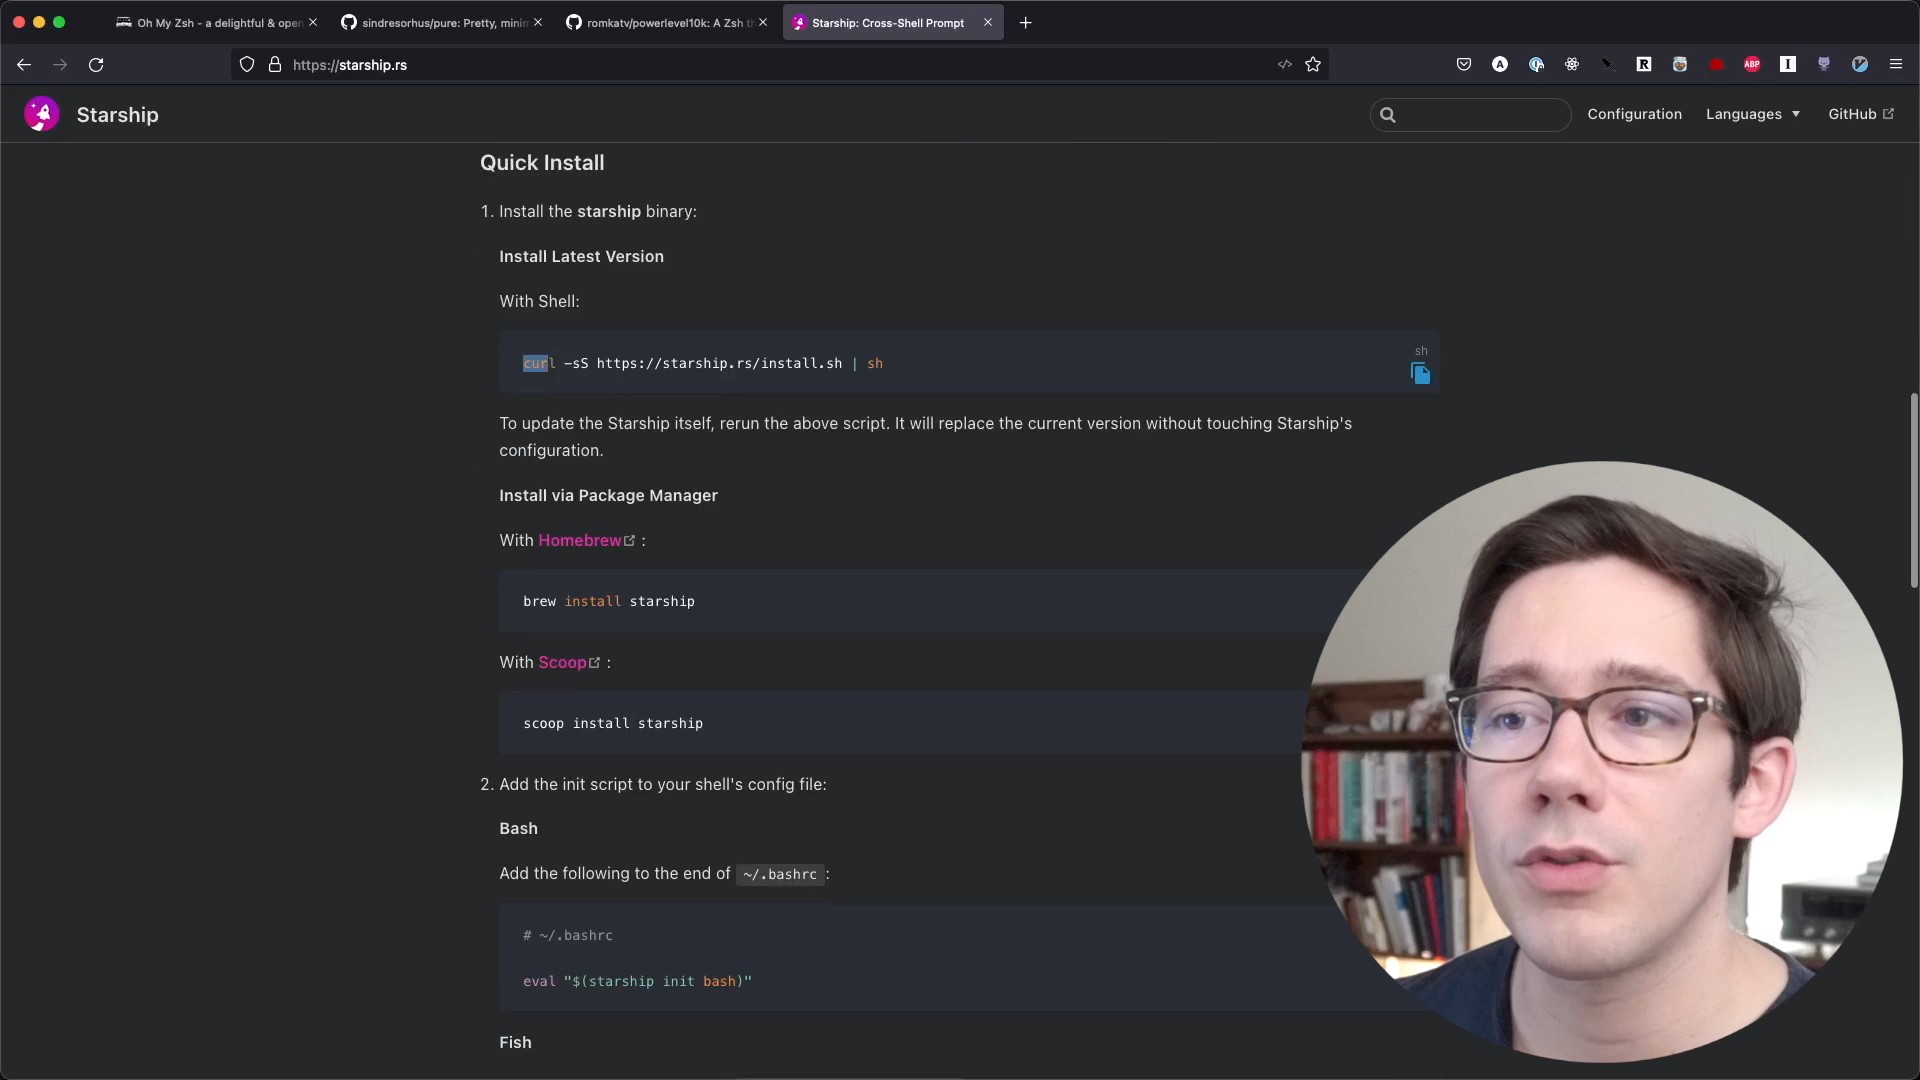 Oh My Zsh - a delightful & open
sindresorhus/pure: Pretty, minim
romkatv/powerlevel10k: A Zsh th
Starship: Cross-Shell Prompt
https://starship.rs
A
R
ABP
I
Starship
Configuration
Languages
GitHub
Quick Install
1. Install the starship binary:
Install Latest Version
With Shell:
sh
curl -sS https://starship.rs/install.sh | sh
To update the Starship itself, rerun the above script. It will replace the current version without touching Starship's
configuration.
Install via Package Manager
With Homebrew :
brew install starship
With Scoop :
scoop install starship
2. Add the init script to your shell's config file:
Bash
Add the following to the end of ~/.bashrc:
# ~/.bashrc
eval "$(starship init bash)"
Fish